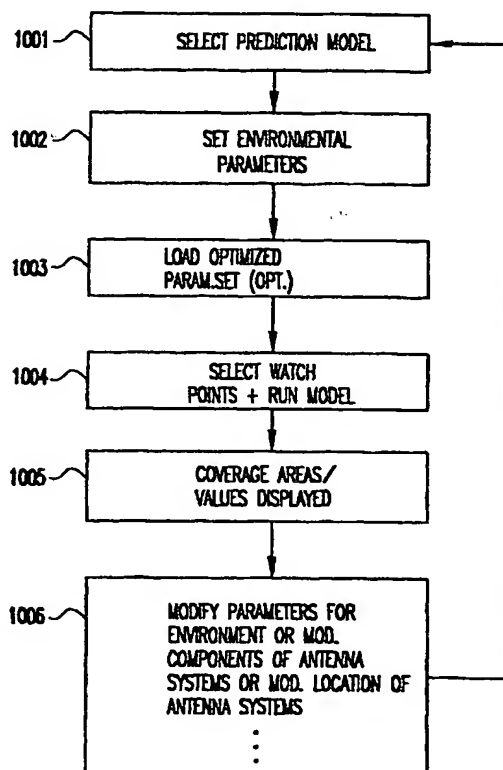 1001
SELECT PREDICTION MODEL
1002
SET ENVIRONMENTAL
PARAMETERS
1003
LOAD OPTIMIZED
PARAM.SET (OPT.)
1004
SELECT WATCH
POINTS + RUN MODEL
1005
COVERAGE AREAS/
VALUES DISPLAYED
1006
MODIFY PARAMETERS FOR
ENVIRONMENT OR MOD.
COMPONENTS OF ANTENNA
SYSTEMS OR MOD. LOCATION OF
ANTENNA SYSTEMS